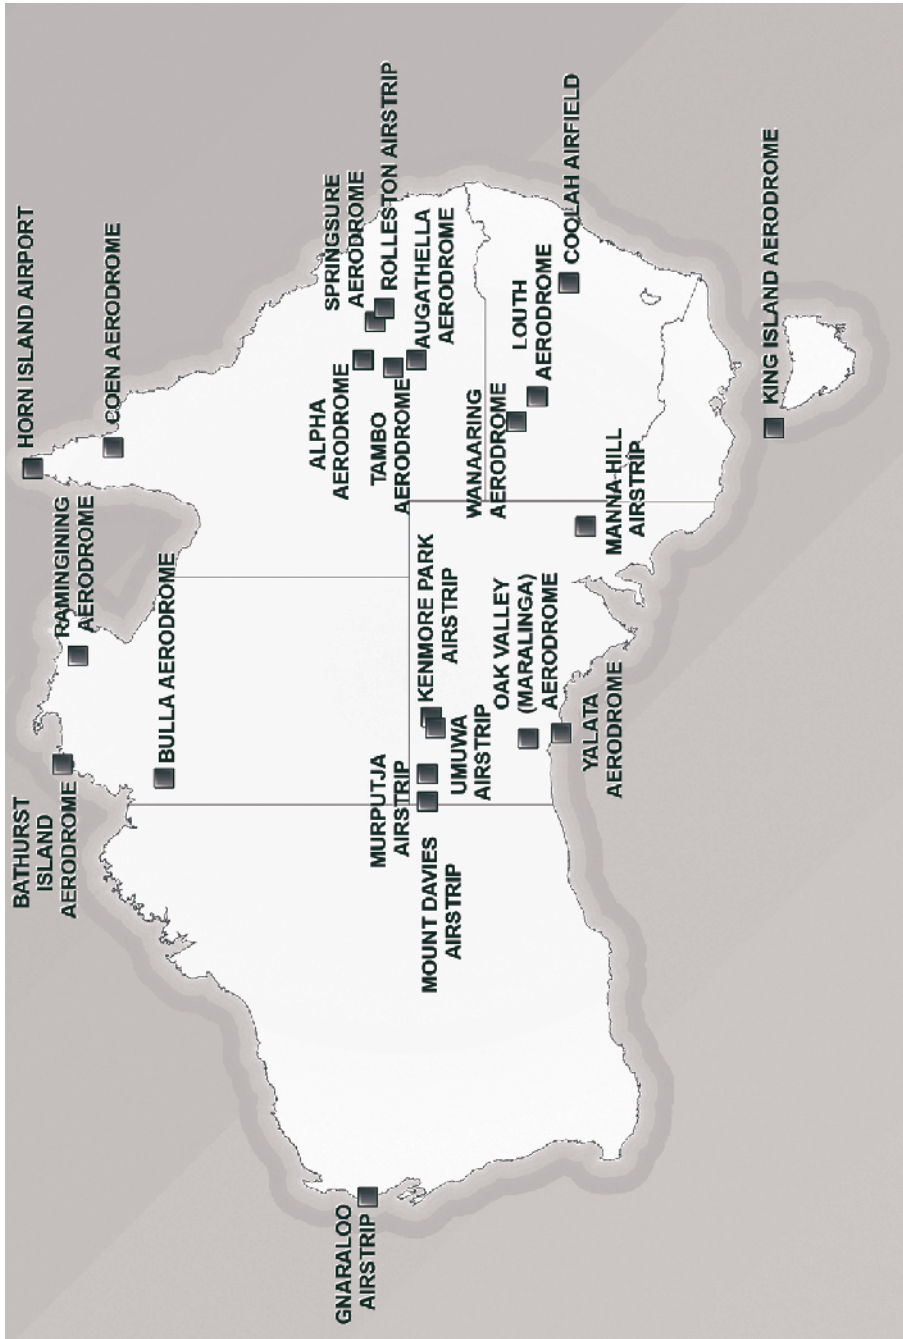 HORN ISLAND AIRPORT
COEN AERODROME
RAMINGINING
AERODROME
BATHURST
ISLAND
AERODROME
BULLA AERODROME
SPRINGSURE
AERODROME
ROLLESTON AIRSTRIP
ALPHA
AERODROME
TAMBO
AERODROME
AUGATHELLA
AERODROME
GNARALOO
AIRSTRIP
MURPUTJA
AIRSTRIP
MOUNT DAVIES
AIRSTRIP
KENMORE PARK
AIRSTRIP
UMUWA
AIRSTRIP
WANAARING
AERODROME
LOUTH
AERODROME
COOLAH AIRFIELD
OAK VALLEY
(MARALINGA)
AERODROME
YALATA
AERODROME
MANNA-HILL
AIRSTRIP
KING ISLAND AERODROME